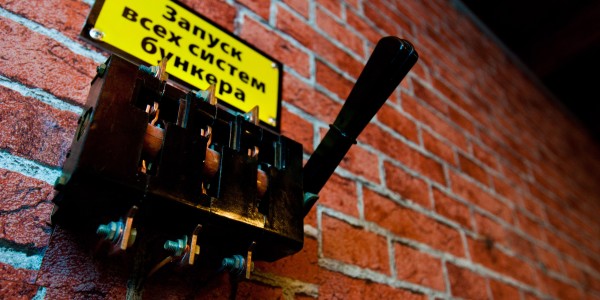 Запуск
всех систем
бункера